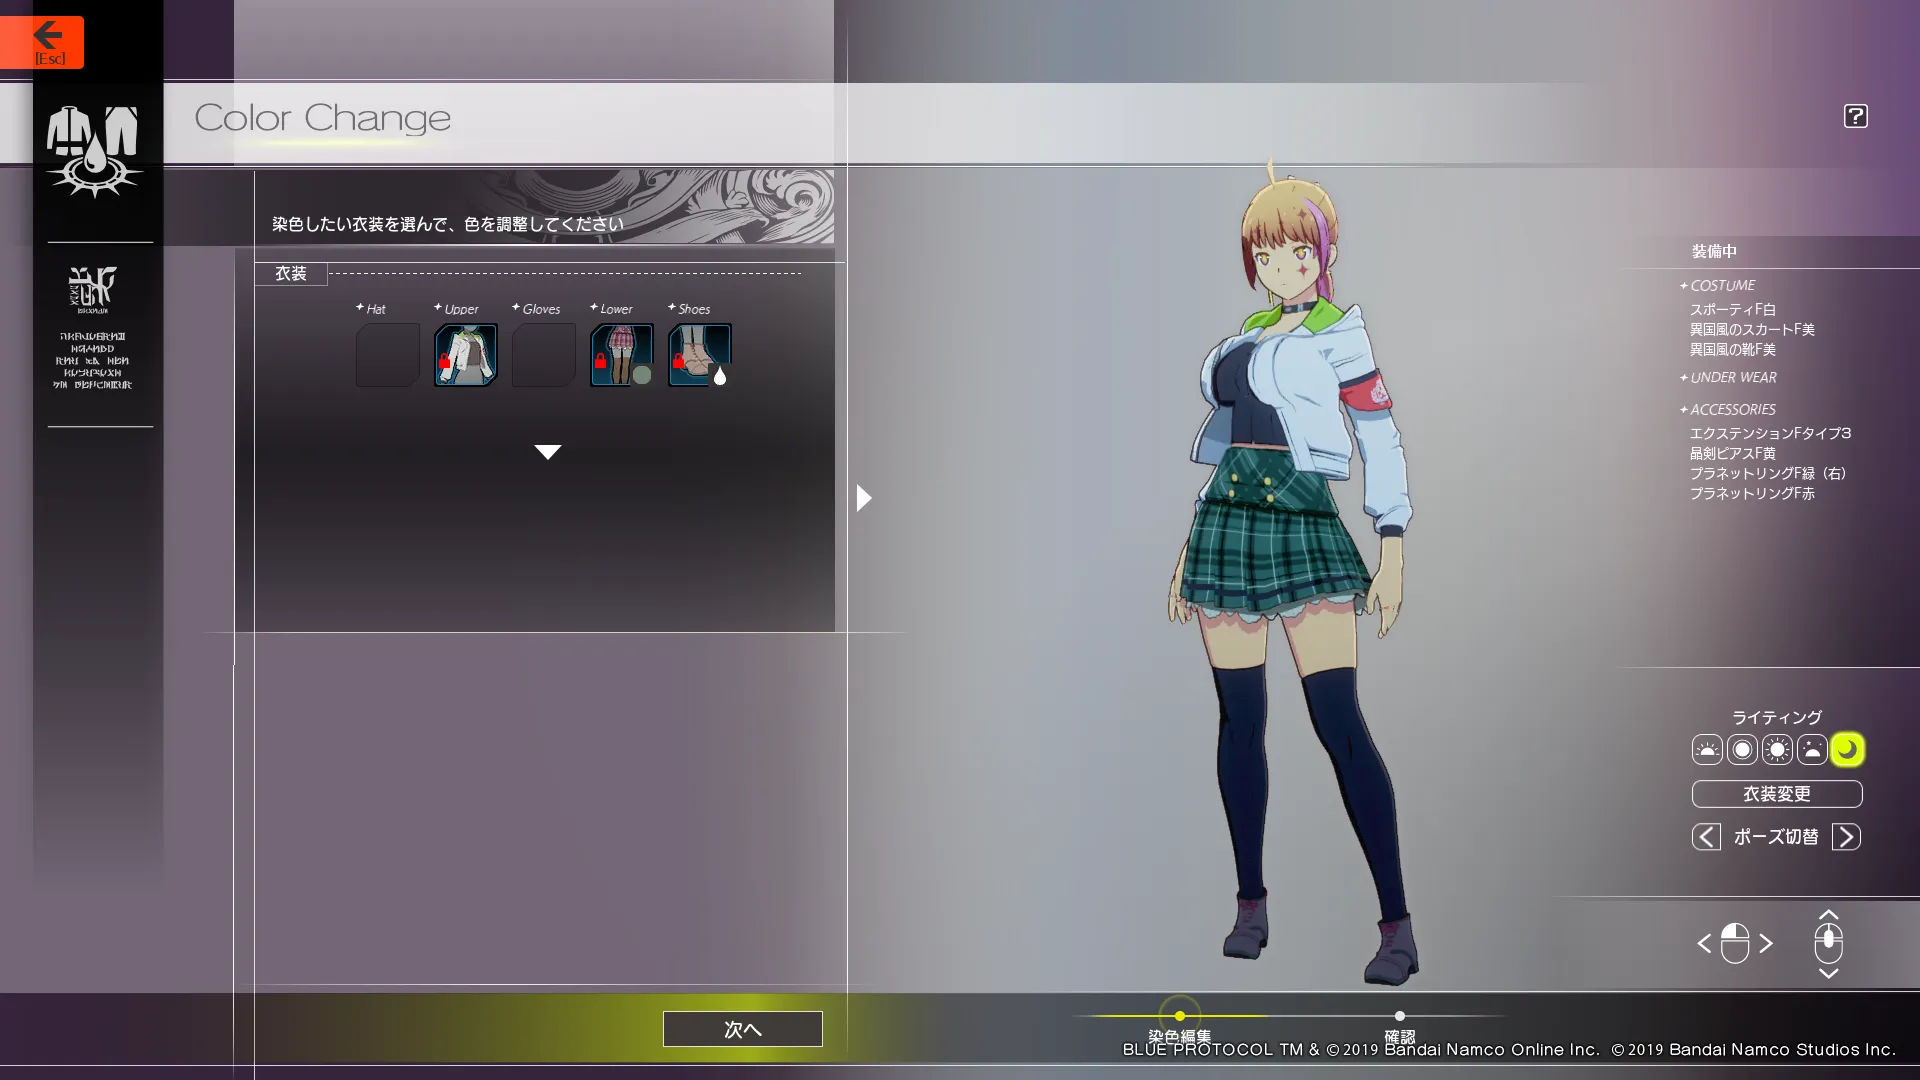 [Esc]
Color Change
?
染色したい衣装を選んで、色を調整してください
衣装
Hat
Upper
Gloves
Lower
Shoes
装備中
COSTUME
スポーティF白
異国風のスカートF美
異国風の靴F美
UNDER WEAR
ACCESSORIES
エクステンションFタイプ3
晶剣ピアスF黄
プラネットリングF緑（右）
プラネットリングF赤
ライティング
衣装変更
ポーズ切替
次へ
染色編集
確認
BLUE PROTOCOL TM & ©2019 Bandai Namco Online Inc. ©2019 Bandai Namco Studios Inc.